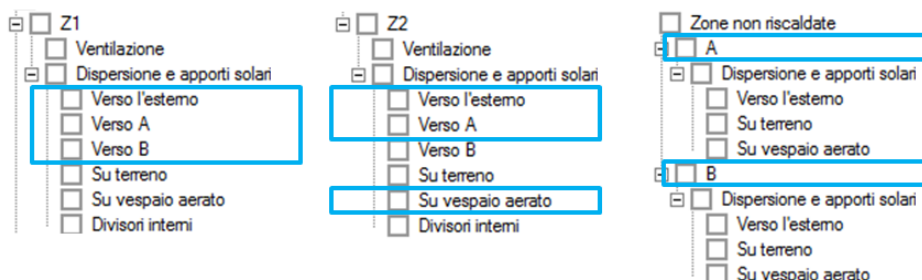 Z1
Ventilazione
Dispersione e apporti solari
Verso l'esterno
Verso A
Verso B
Su terreno
Su vespaio aerato
Divisori interni
Z2
Ventilazione
Dispersione e apporti solari
Verso l'esterno
Verso A
Verso B
Su terreno
Su vespaio aerato
Divisori interni
Zone non riscaldate
A
Dispersione e apporti solari
Verso l'esterno
Su terreno
Su vespaio aerato
B
Dispersione e apporti solari
Verso l'esterno
Su terreno
Su vespaio aerato